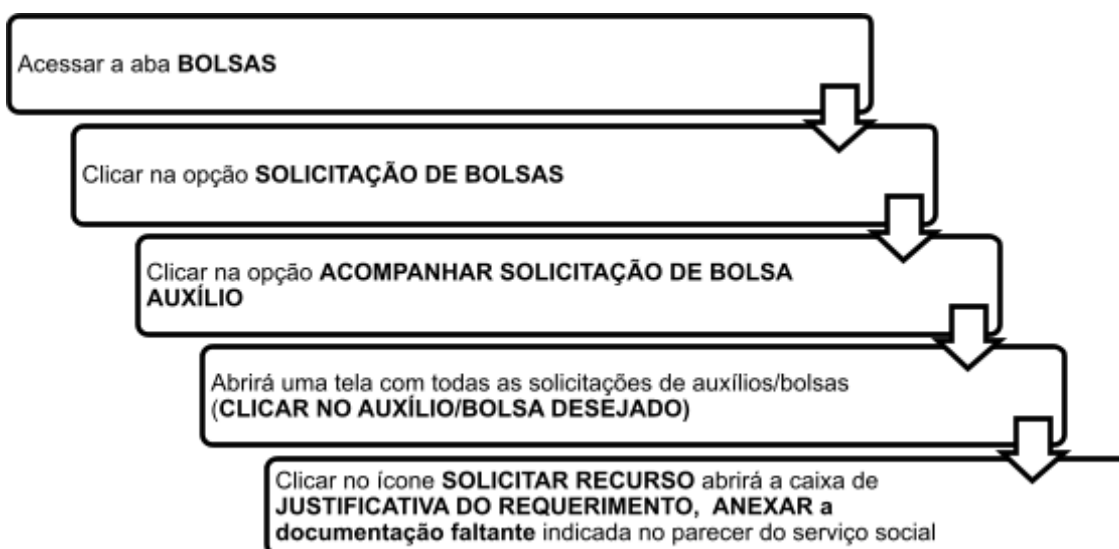 Acessar a aba BOLSAS
Clicar na opção SOLICITAÇÃO DE BOLSAS
Clicar na opção ACOMPANHAR SOLICITAÇÃO DE BOLSA
AUXÍLIO
Abrirá uma tela com todas as solicitações de auxílios/bolsas
(CLICAR NO AUXÍLIO/BOLSA DESEJADO)
Clicar no ícone SOLICITAR RECURSO abrirá a caixa de
JUSTIFICATIVA DO REQUERIMENTO, ANEXAR a
documentação faltante indicada no parecer do serviço social